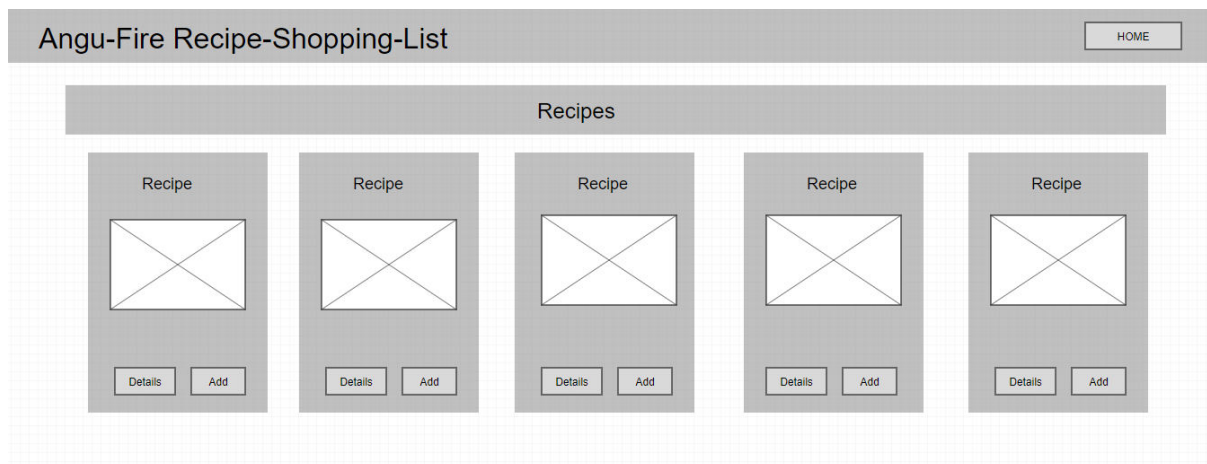 Angu-Fire Recipe-Shopping-List HOME
Recipes
Recipe Recipe Recipe Recipe Recipe
Details Add Details Add Details Add Details Add Details Add